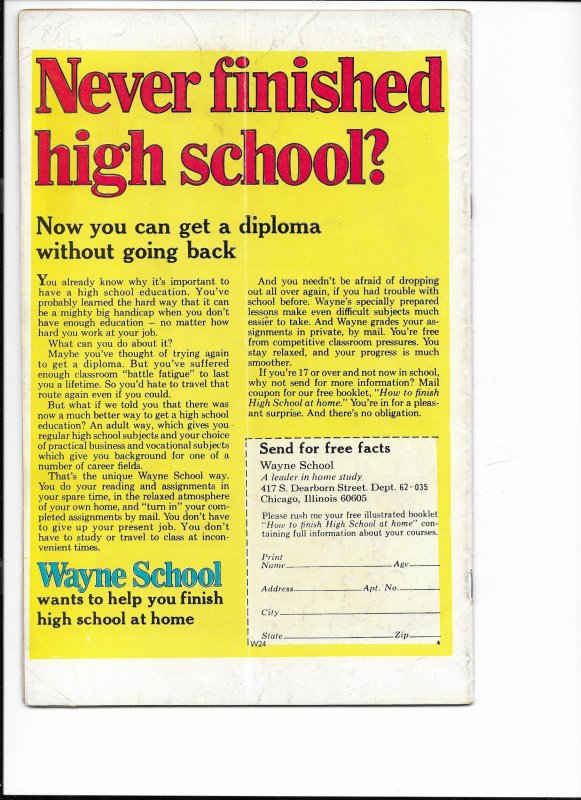 85
Never finished
high school?
Now you can get a diploma
without going back
You already know why it's important to
have a high school education. You've
probably learned the hard way that it can
be a mighty big handicap when you don't
have enough education – no matter how
hard you work at your job.
What can you do about it?
Maybe you've thought of trying again
to get a diploma. But you've suffered
enough classroom "battle fatigue" to last
you a lifetime. So you'd hate to travel that
route again even if you could.
But what if we told you that there was
now a much better way to get a high school
education? An adult way, which gives you
regular high school subjects and your choice
of practical business and vocational subjects
which give you background for one of a
number of career fields.
That's the unique Wayne School way.
You do your reading and assignments in
your spare time, in the relaxed atmosphere
of your own home, and "turn in" your com-
pleted assignments by mail. You don't have
to give up your present job. You don't
have to study or travel to class at incon-
venient times.
Wayne School
wants to help you finish
high school at home
And you needn't be afraid of dropping
out all over again, if you had trouble with
school before. Wayne's specially prepared
lessons make even difficult subjects much
easier to take. And Wayne grades your as-
signments in private, by mail. You're free
from competitive classroom pressures. You
stay relaxed, and your progress is much
smoother.
If you're 17 or over and not now in school,
why not send for more information? Mail
coupon for our free booklet, "How to finish
High School at home." You're in for a pleas-
ant surprise. And there's no obligation.
Send for free facts
Wayne School
A leader in home study
417 S. Dearborn Street. Dept. 62-035
Chicago, Illinois 60605
Please rush me your free illustrated booklet
"How to finish High School at home" con-
taining full information about your courses.
Print
Name Age
Address Apt. No.
City
State Zip
W24 4